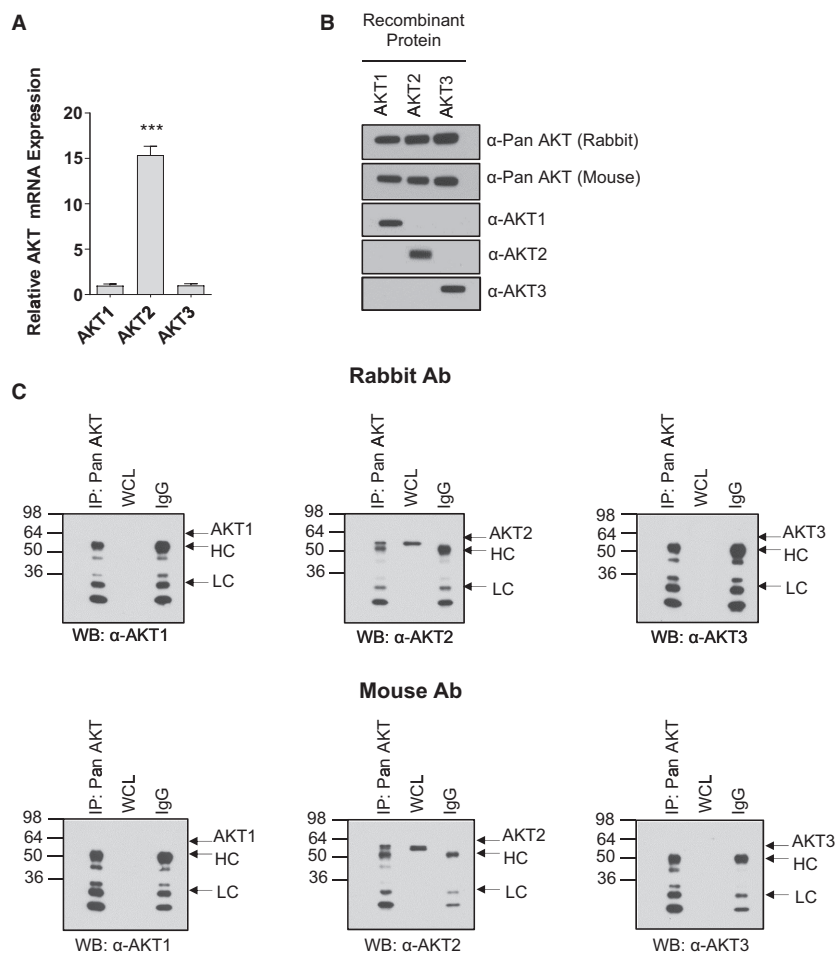 A
Relative AKT mRNA Expression
20
15
10
5
0
***
AKT1
AKT2
AKT3
B
Recombinant
Protein
AKT1
AKT2
AKT3
α-Pan AKT (Rabbit)
α-Pan AKT (Mouse)
α-AKT1
α-AKT2
α-AKT3
C
Rabbit Ab
IP: Pan AKT
WCL
IgG
98
64
50
36
AKT1
HC
LC
WB: α-AKT1
IP: Pan AKT
WCL
IgG
98
64
50
36
AKT2
HC
LC
WB: α-AKT2
IP: Pan AKT
WCL
IgG
98
64
50
36
AKT3
HC
LC
WB: α-AKT3
Mouse Ab
IP: Pan AKT
WCL
IgG
98
64
50
36
AKT1
HC
LC
WB: α-AKT1
IP: Pan AKT
WCL
IgG
98
64
50
36
AKT2
HC
LC
WB: α-AKT2
IP: Pan AKT
WCL
IgG
98
64
50
36
AKT3
HC
LC
WB: α-AKT3